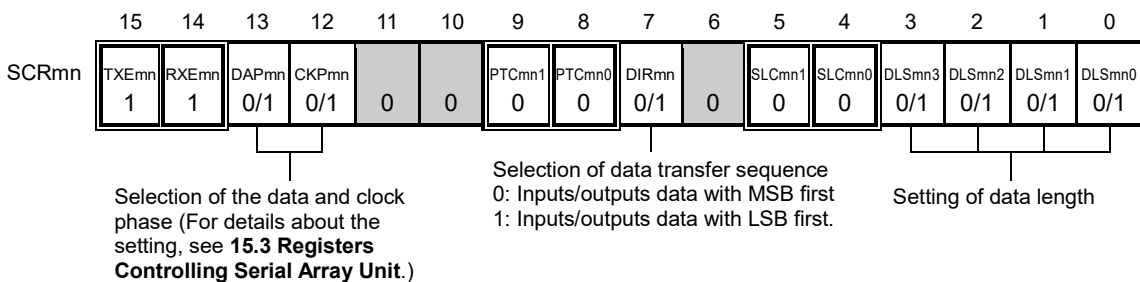 15 14 13 12 11 10 9 8 7 6 5 4 3 2 1 0
SCRmn TXEmn RXEmn DAPmn CKPmn PTCmn1 PTCmn0 DIRmn SLCmn1 SLCmn0 DLSmn3 DLSmn2 DLSmn1 DLSmn0
1 1 0/1 0/1 0 0 0 0 0/1 0 0 0 0/1 0/1 0/1 0/1
Selection of the data and clock
phase (For details about the
setting, see 15.3 Registers
Controlling Serial Array Unit.)
Selection of data transfer sequence
0: Inputs/outputs data with MSB first
1: Inputs/outputs data with LSB first.
Setting of data length